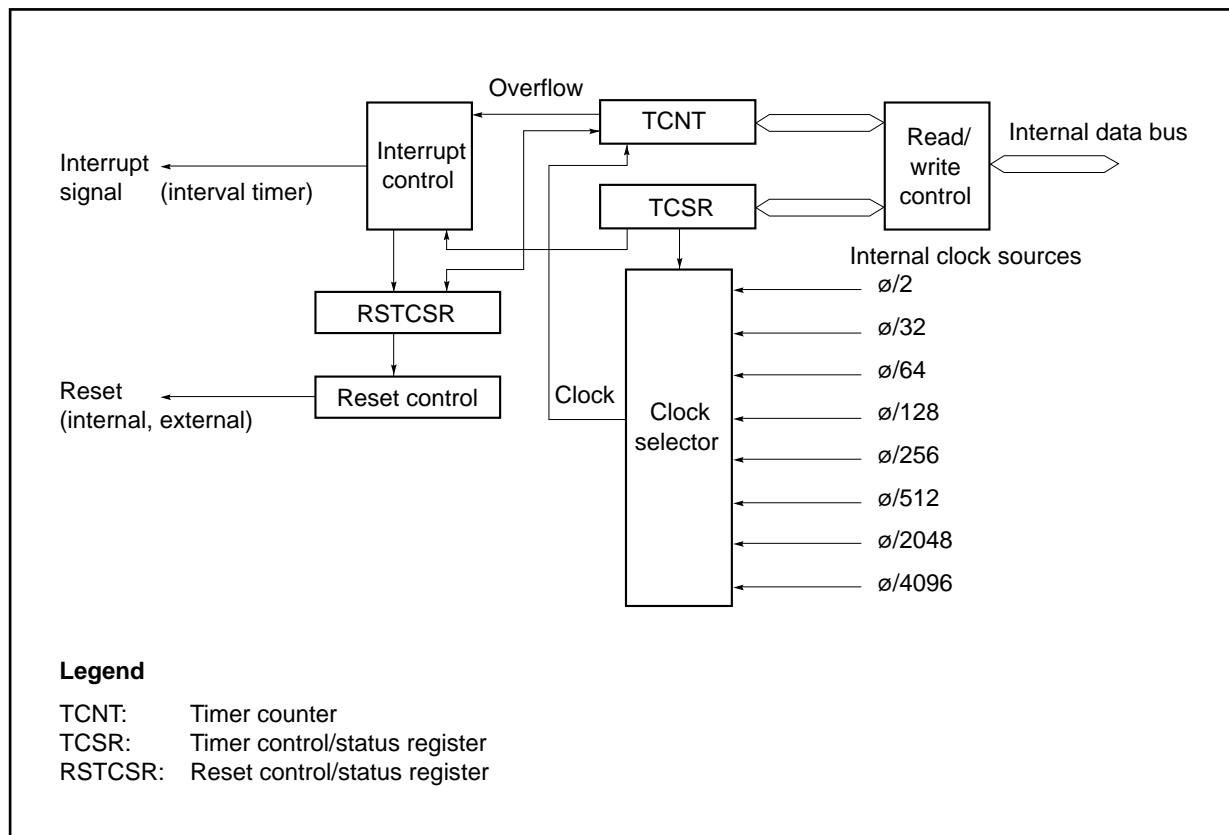 Overflow
TCNT
Interrupt
control
Read/
write
control
Internal data bus
Interrupt
signal
(interval timer)
TCSR
Internal clock sources
RSTCSR
ø/2
ø/32
ø/64
Reset
(internal, external)
Reset control
Clock
Clock
selector
ø/128
ø/256
ø/512
ø/2048
ø/4096
Legend
TCNT: Timer counter
TCSR: Timer control/status register
RSTCSR: Reset control/status register